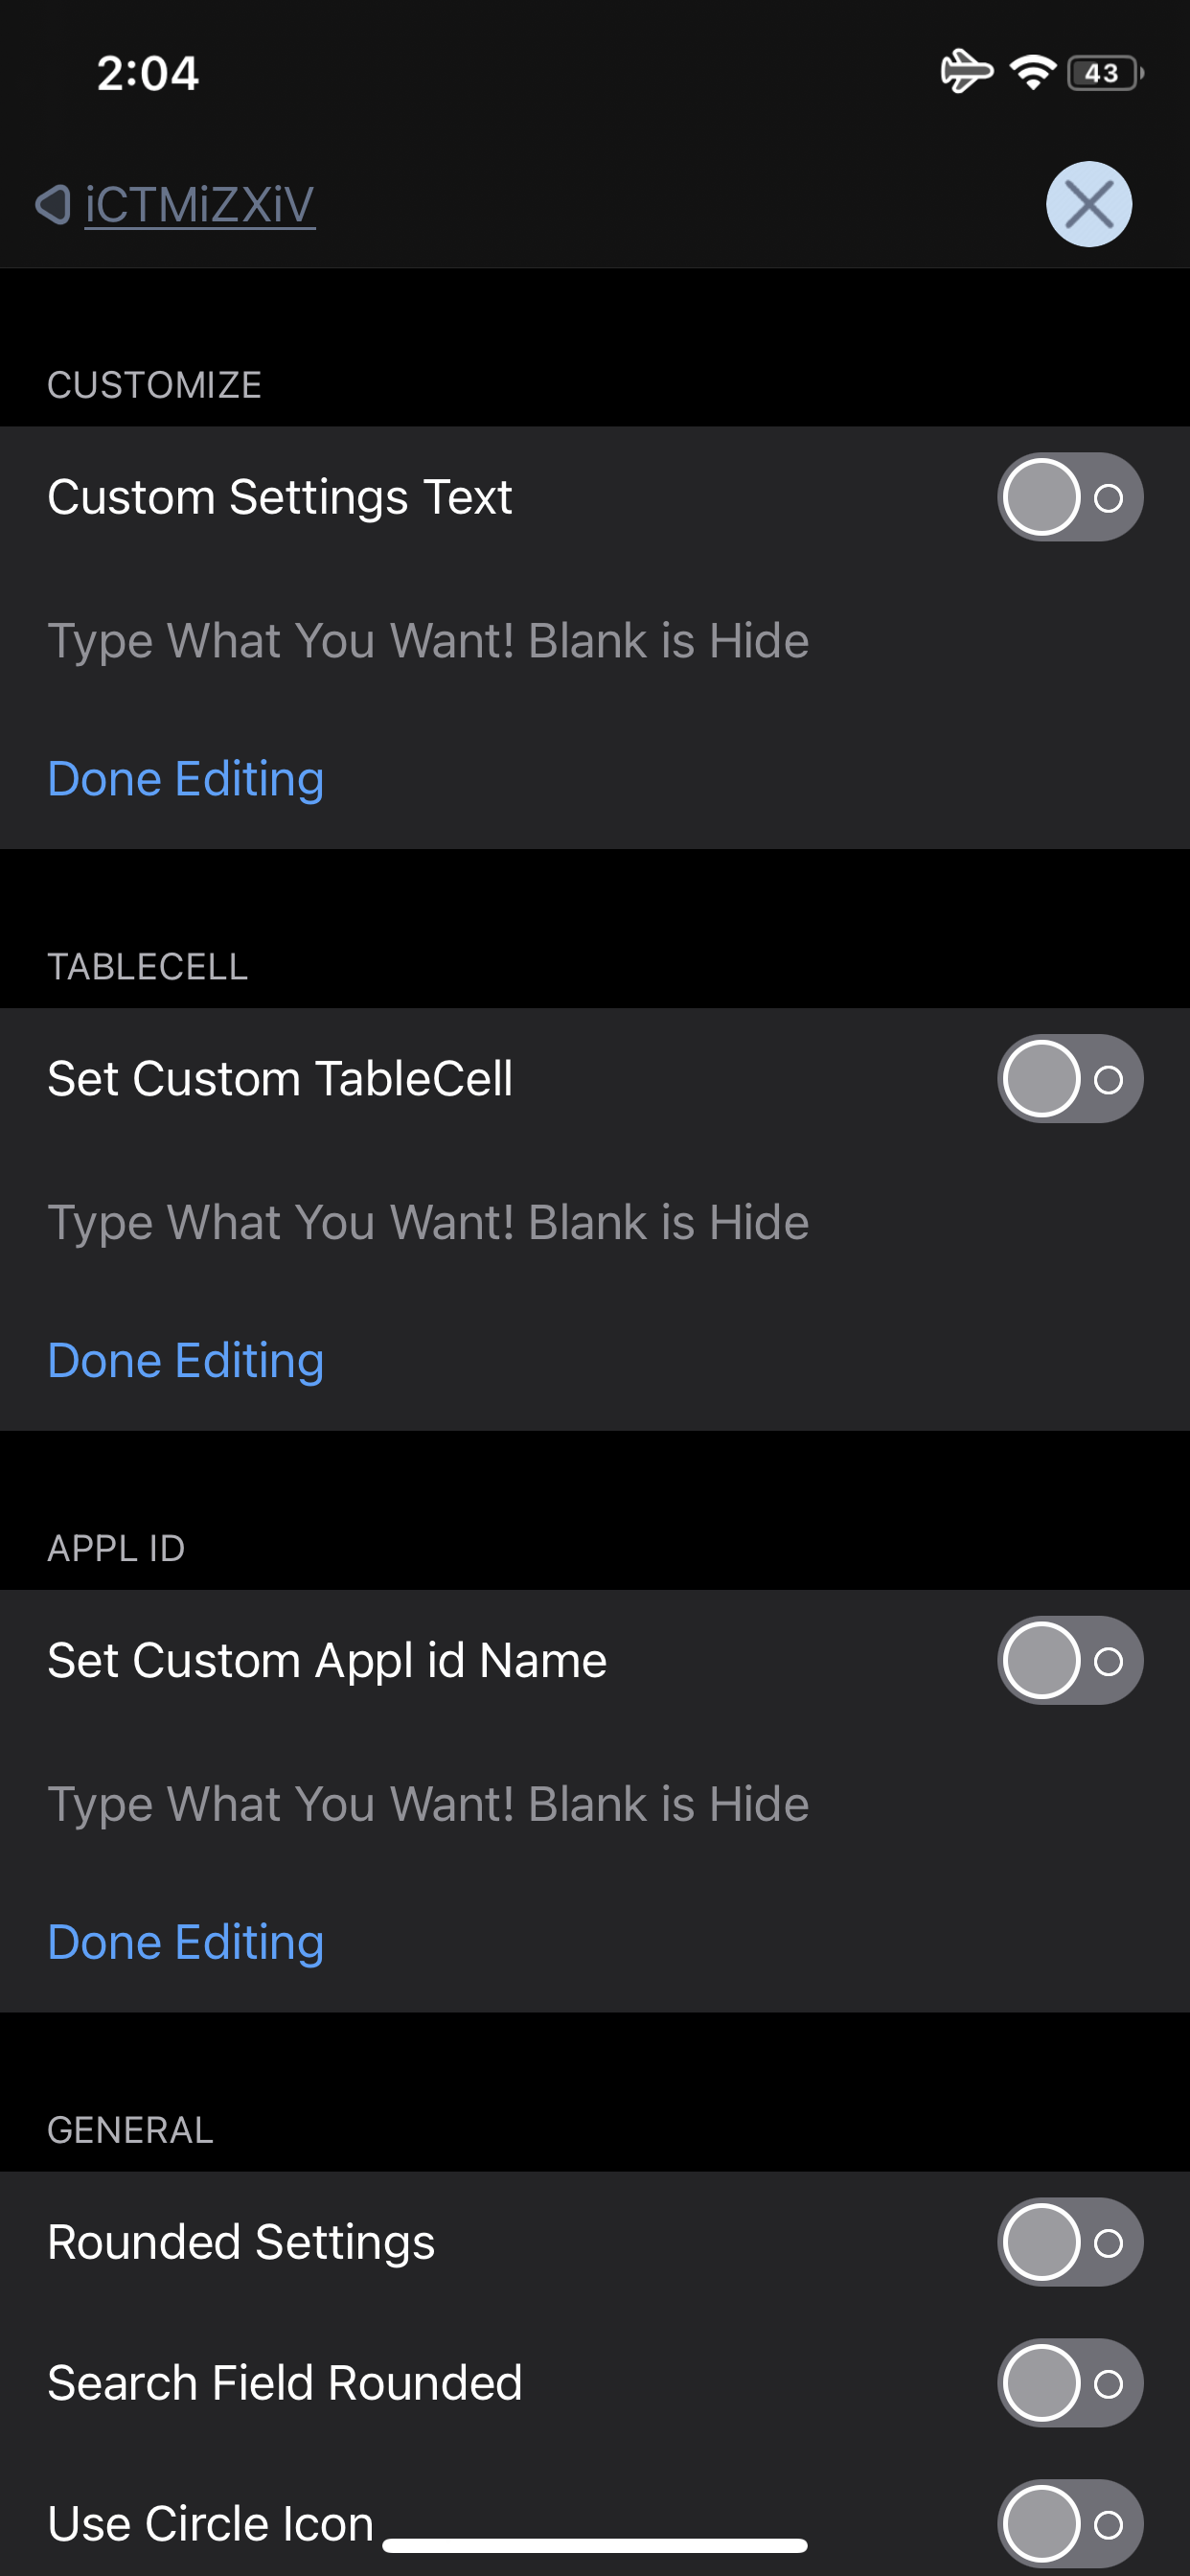 2:04
43
iCTMiZXiV
CUSTOMIZE
Custom Settings Text
Type What You Want! Blank is Hide
Done Editing
TABLECELL
Set Custom TableCell
Type What You Want! Blank is Hide
Done Editing
APPL ID
Set Custom Appl id Name
Type What You Want! Blank is Hide
Done Editing
GENERAL
Rounded Settings
Search Field Rounded
Use Circle Icon